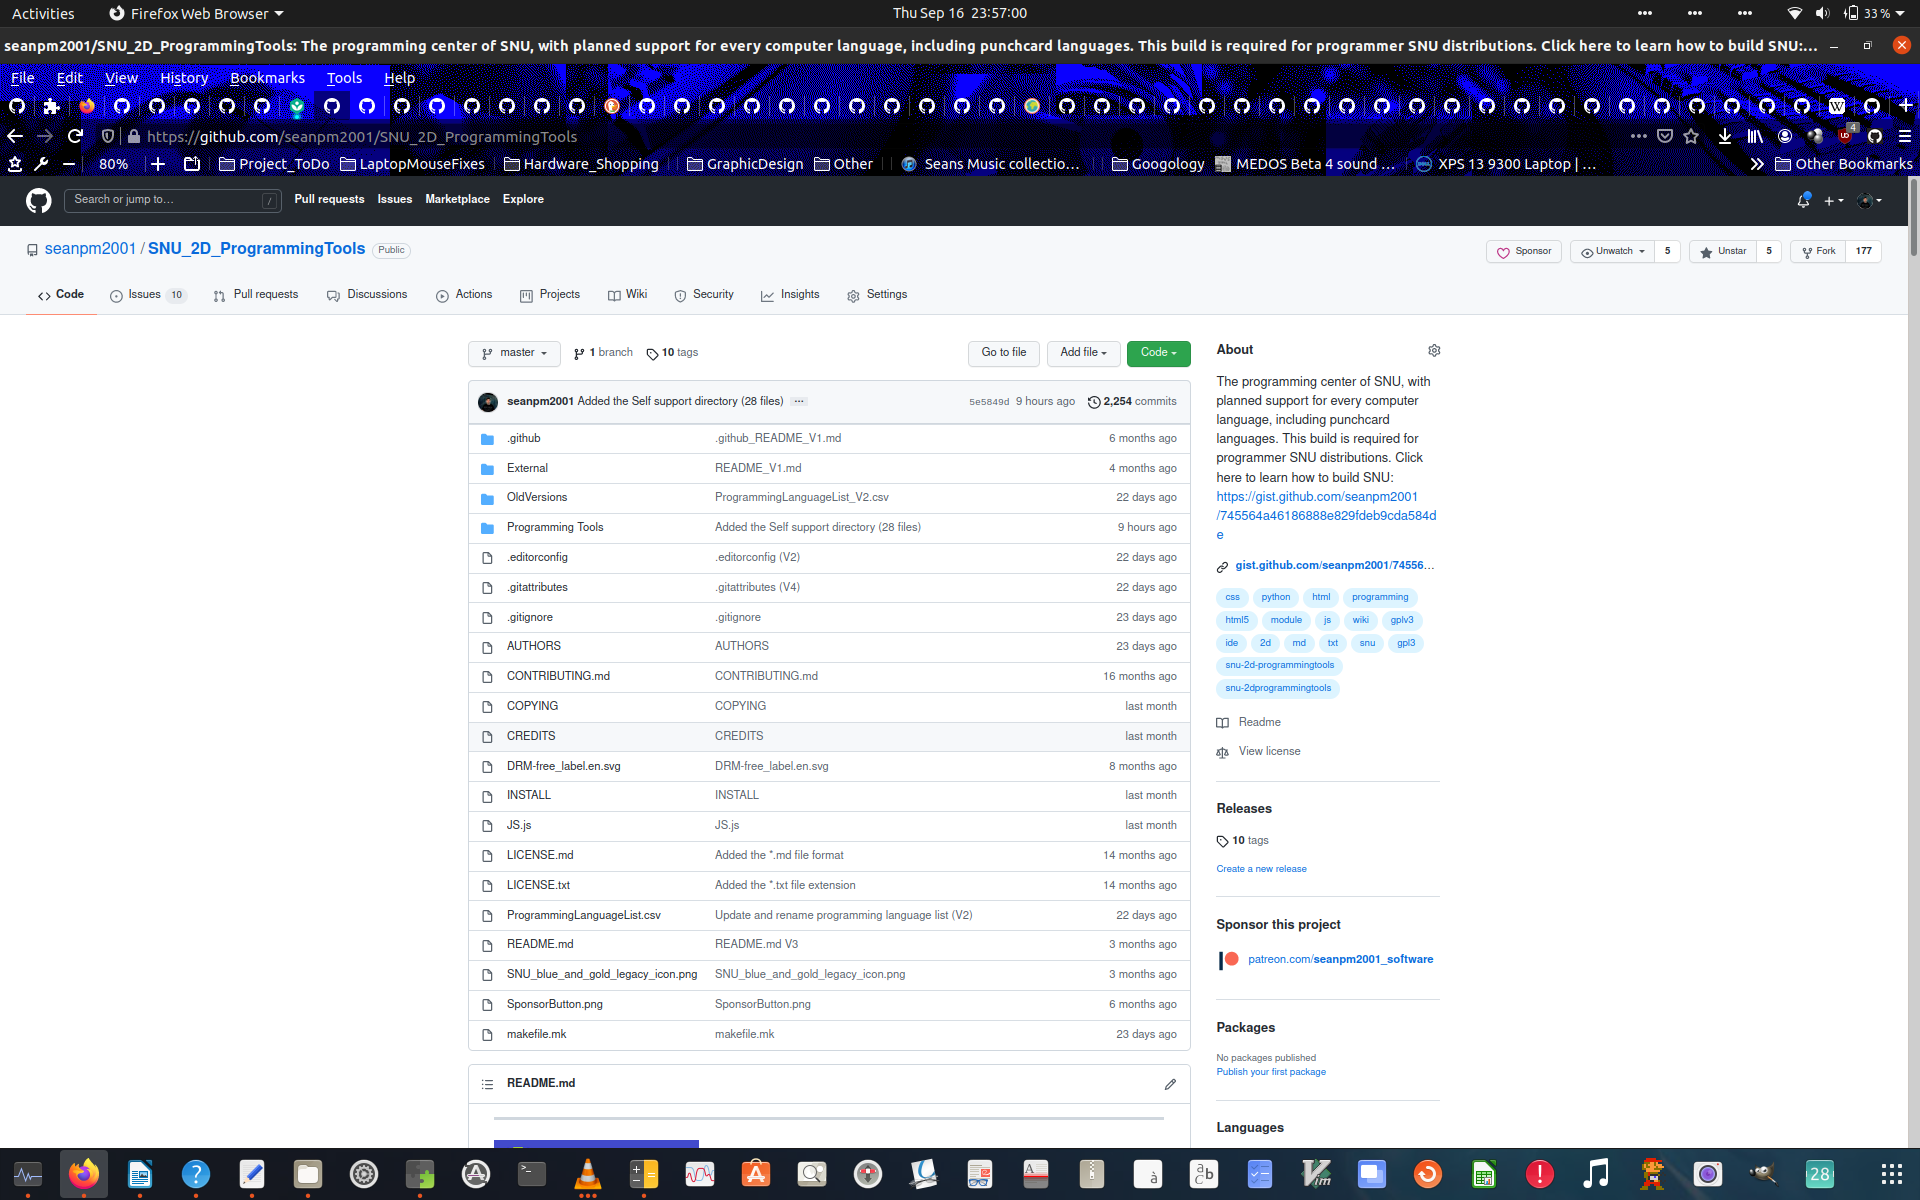 Activities
Firefox Web Browser
Thu Sep 16 23:57:00
33 %
seanpm2001/SNU_2D_ProgrammingTools: The programming center of SNU, with planned support for every computer language, including punchcard languages. This build is required for programmer SNU distributions. Click here to learn how to build SNU:...
File Edit View History Bookmarks Tools Help
https://github.com/seanpm2001/SNU_2D_ProgrammingTools
4
80%
Project_ToDo
LaptopMouseFixes
Hardware_Shopping
GraphicDesign
Other
Seans Music collectio...
Googology
MEDOS Beta 4 sound ...
XPS 13 9300 Laptop | ...
Other Bookmarks
Search or jump to...
/
Pull requests Issues Marketplace Explore
seanpm2001 / SNU_2D_ProgrammingTools Public
Sponsor
Unwatch 5
Unstar 5
Fork 177
Code
Issues 10
Pull requests
Discussions
Actions
Projects
Wiki
Security
Insights
Settings
master
1 branch
10 tags
Go to file
Add file
Code
seanpm2001 Added the Self support directory (28 files) ... 5e5849d 9 hours ago 2,254 commits
.github .github_README_V1.md 6 months ago
External README_V1.md 4 months ago
OldVersions ProgrammingLanguageList_V2.csv 22 days ago
Programming Tools Added the Self support directory (28 files) 9 hours ago
.editorconfig .editorconfig (V2) 22 days ago
.gitattributes .gitattributes (V4) 22 days ago
.gitignore .gitignore 23 days ago
AUTHORS AUTHORS 23 days ago
CONTRIBUTING.md CONTRIBUTING.md 16 months ago
COPYING COPYING last month
CREDITS CREDITS last month
DRM-free_label.en.svg DRM-free_label.en.svg 8 months ago
INSTALL INSTALL last month
JS.js JS.js last month
LICENSE.md Added the *.md file format 14 months ago
LICENSE.txt Added the *.txt file extension 14 months ago
ProgrammingLanguageList.csv Update and rename programming language list (V2) 22 days ago
README.md README.md V3 3 months ago
SNU_blue_and_gold_legacy_icon.png SNU_blue_and_gold_legacy_icon.png 3 months ago
SponsorButton.png SponsorButton.png 6 months ago
makefile.mk makefile.mk 23 days ago
README.md
About
The programming center of SNU, with
planned support for every computer
language, including punchcard
languages. This build is required for
programmer SNU distributions. Click
here to learn how to build SNU:
https://gist.github.com/seanpm2001
/745564a46186888e829fdeb9cda584d
e
gist.github.com/seanpm2001/74556...
css python html programming
html5 module js wiki gplv3
ide 2d md txt snu gpl3
snu-2d-programmingtools
snu-2dprogrammingtools
Readme
View license
Releases
10 tags
Create a new release
Sponsor this project
patreon.com/seanpm2001_software
Packages
No packages published
Publish your first package
Languages
28